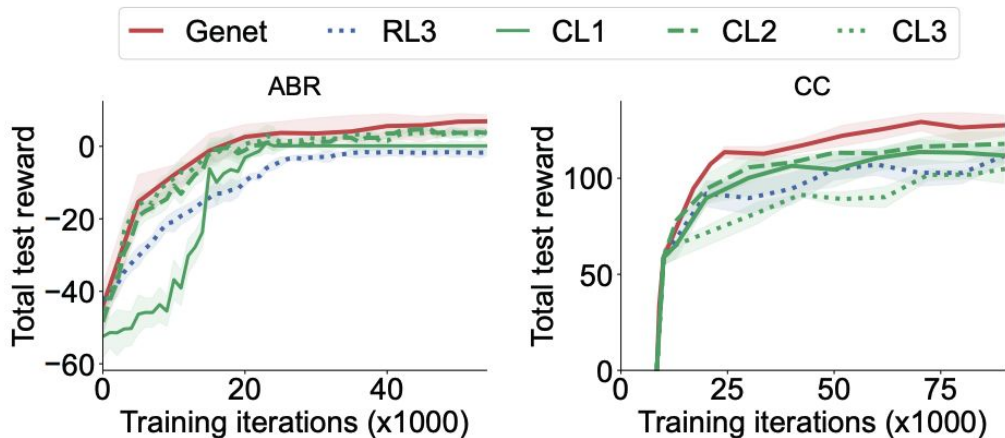 Genet RL3 CL1 CL2 CL3
ABR
Total test reward
0
−20
−40
−60
0 20 40
Training iterations (x1000)
CC
Total test reward
100
50
0
0 25 50 75
Training iterations (x1000)